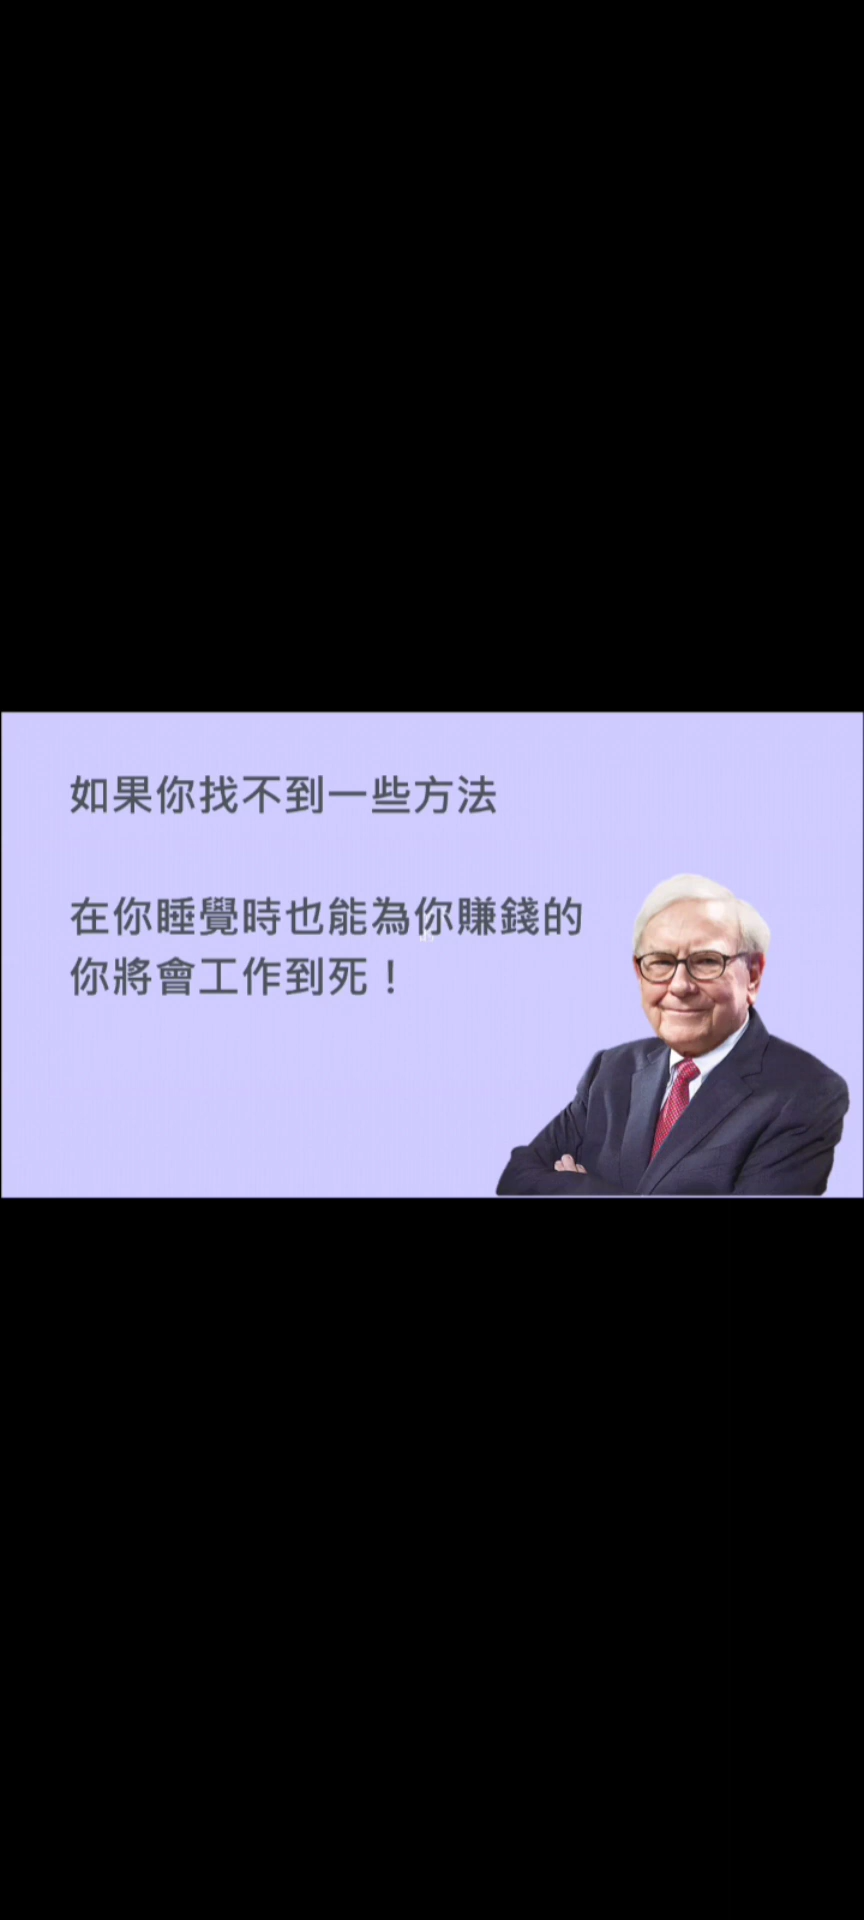 如果你找不到一些方法
在你睡覺時也能為你賺錢的
你將會工作到死！